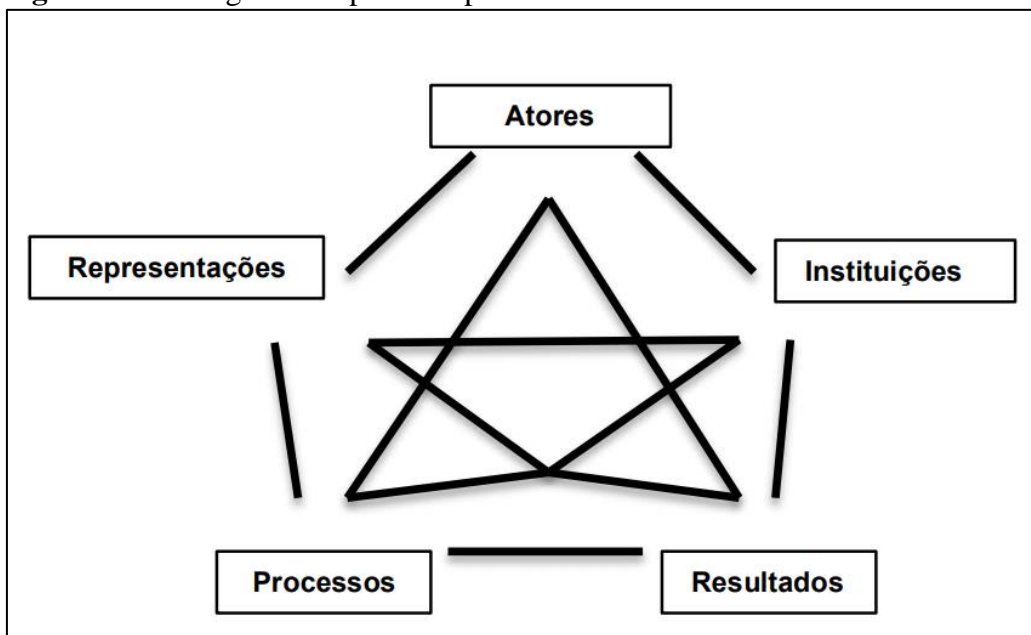 Atores
Representações
Instituições
Processos
Resultados